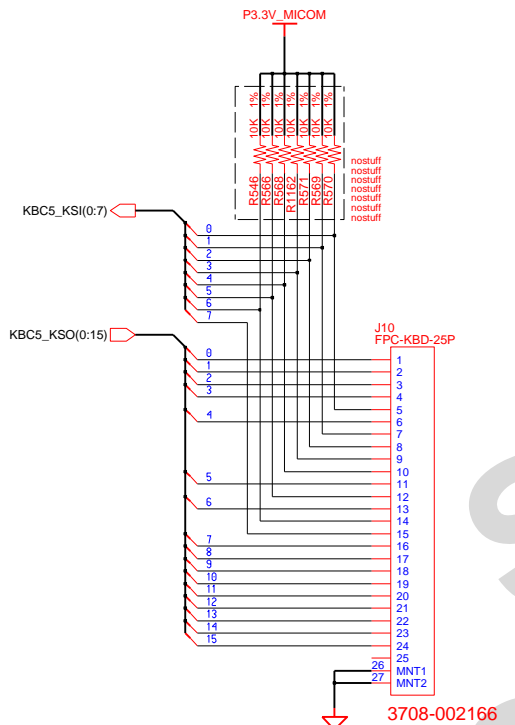 P3.3V_MICOM
10K 1%
10K 1%
10K 1%
10K 1%
10K 1%
10K 1%
10K 1%
R546
R566
R568
R1162
R571
R569
R570
nostuff
nostuff
nostuff
nostuff
nostuff
nostuff
nostuff
KBC5_KSI(0:7)
0
1
2
3
4
5
6
7
KBC5_KSO(0:15)
0
1
2
3
4
5
6
7
8
9
10
11
12
13
14
15
J10
FPC-KBD-25P
1
2
3
4
5
6
7
8
9
10
11
12
13
14
15
16
17
18
19
20
21
22
23
24
25
26 MNT1
27 MNT2
3708-002166